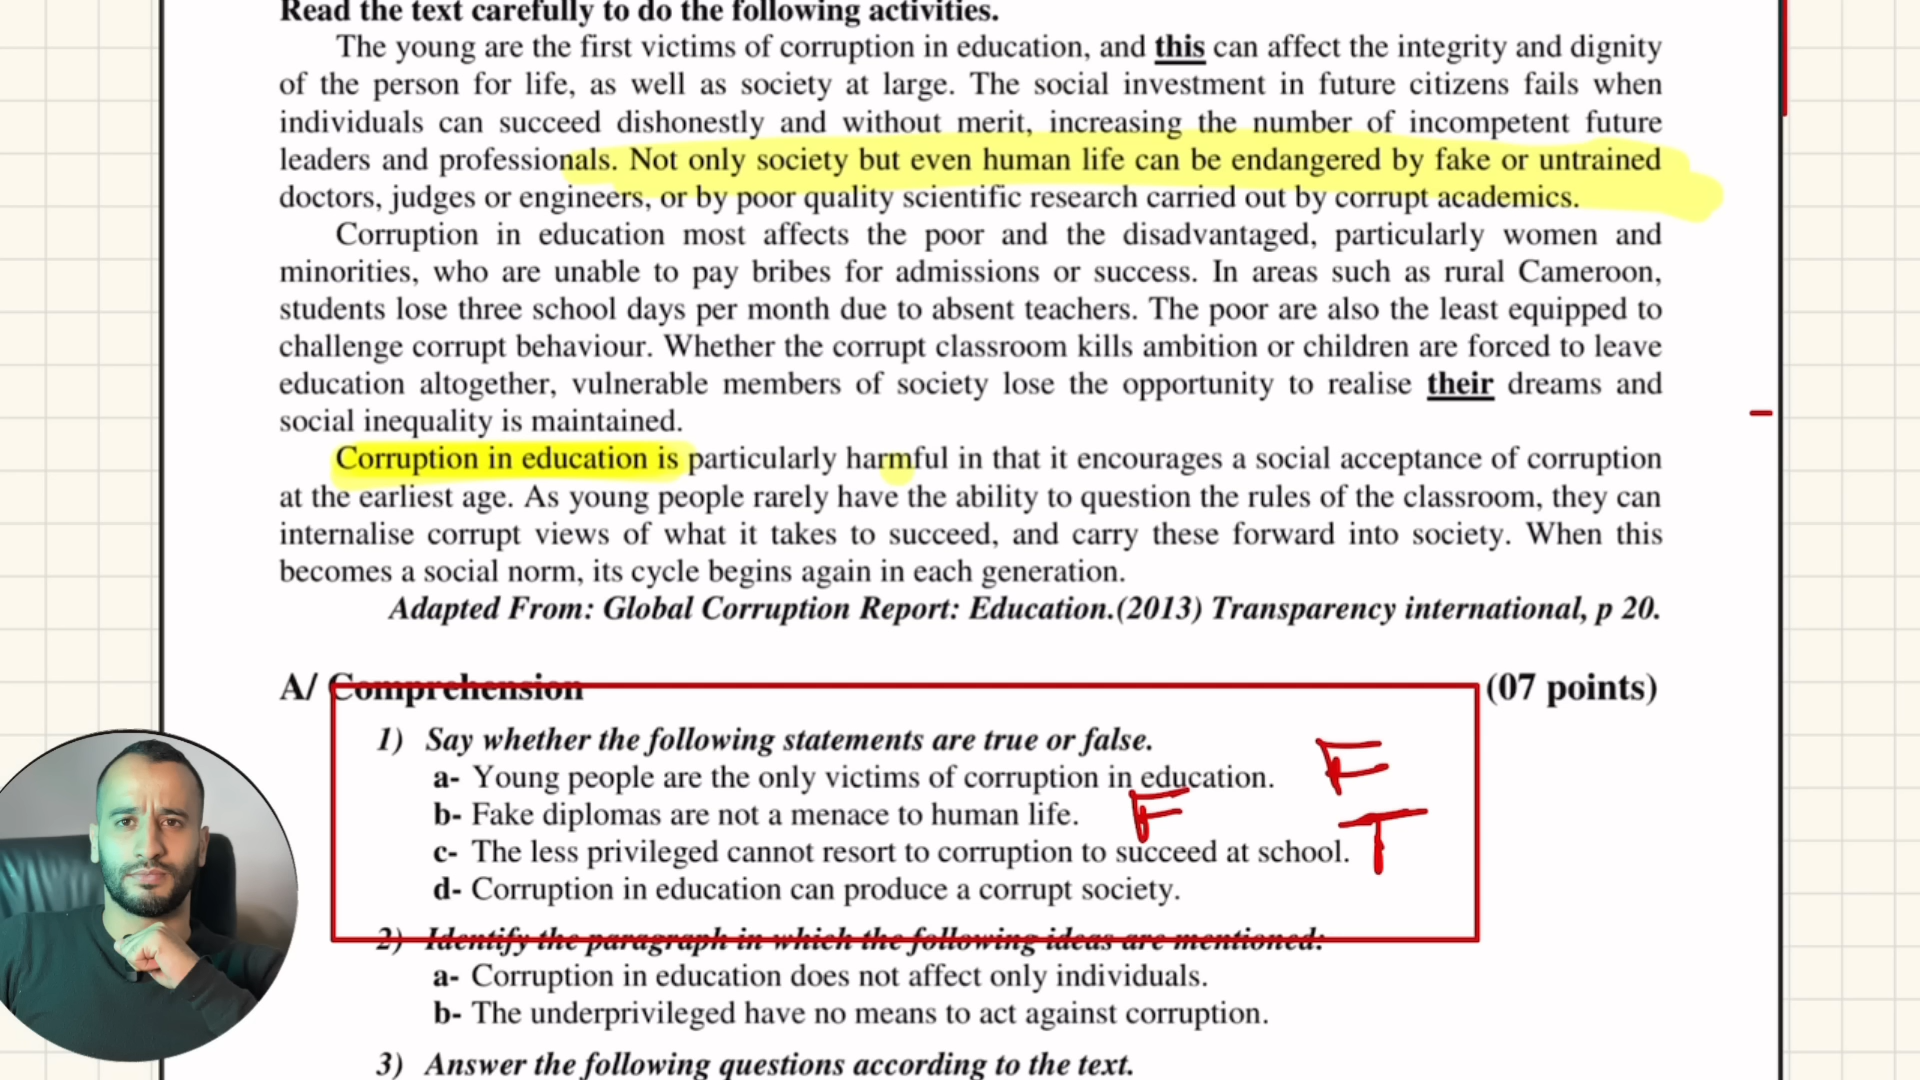 Read the text carefully to do the following activities.
The young are the first victims of corruption in education, and this can affect the integrity and dignity
of the person for life, as well as society at large. The social investment in future citizens fails when
individuals can succeed dishonestly and without merit, increasing the number of incompetent future
leaders and professionals. Not only society but even human life can be endangered by fake or untrained
doctors, judges or engineers, or by poor quality scientific research carried out by corrupt academics.
Corruption in education most affects the poor and the disadvantaged, particularly women and
minorities, who are unable to pay bribes for admissions or success. In areas such as rural Cameroon,
students lose three school days per month due to absent teachers. The poor are also the least equipped to
challenge corrupt behaviour. Whether the corrupt classroom kills ambition or children are forced to leave
education altogether, vulnerable members of society lose the opportunity to realise their dreams and
social inequality is maintained.
Corruption in education is particularly harmful in that it encourages a social acceptance of corruption
at the earliest age. As young people rarely have the ability to question the rules of the classroom, they can
internalise corrupt views of what it takes to succeed, and carry these forward into society. When this
becomes a social norm, its cycle begins again in each generation.
Adapted From: Global Corruption Report: Education.(2013) Transparency international, p 20.
A/ Comprehension (07 points)
1) Say whether the following statements are true or false.
a- Young people are the only victims of corruption in education. F
b- Fake diplomas are not a menace to human life. F
c- The less privileged cannot resort to corruption to succeed at school. T
d- Corruption in education can produce a corrupt society.
2) Identify the paragraph in which the following ideas are mentioned:
a- Corruption in education does not affect only individuals.
b- The underprivileged have no means to act against corruption.
3) Answer the following questions according to the text.